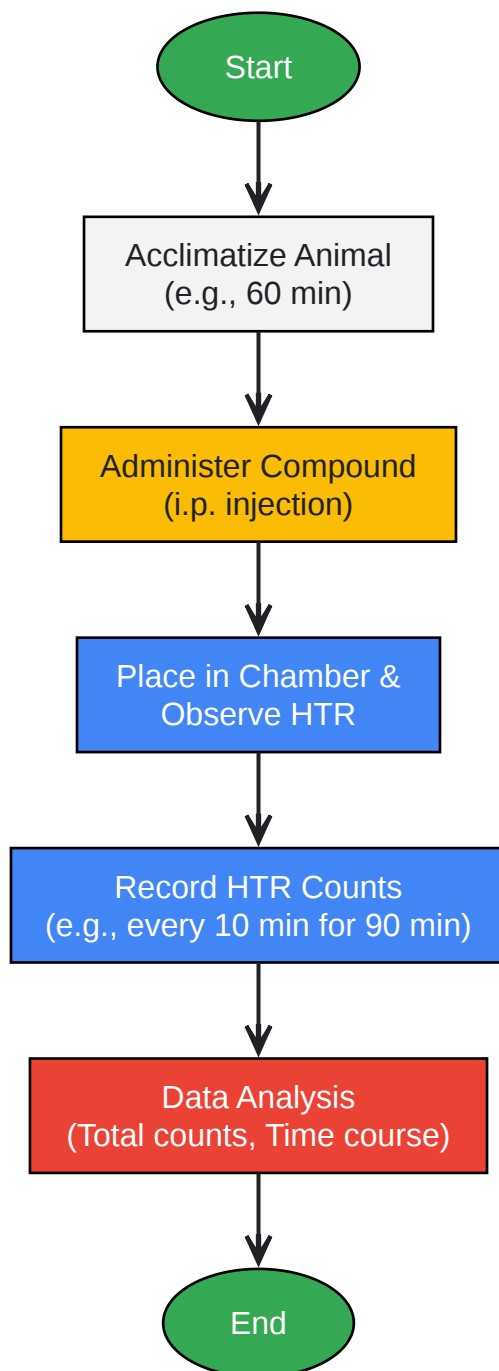 Start
Acclimatize Animal
(e.g., 60 min)
Administer Compound
(i.p. injection)
Place in Chamber &
Observe HTR
Record HTR Counts
(e.g., every 10 min for 90 min)
Data Analysis
(Total counts, Time course)
End